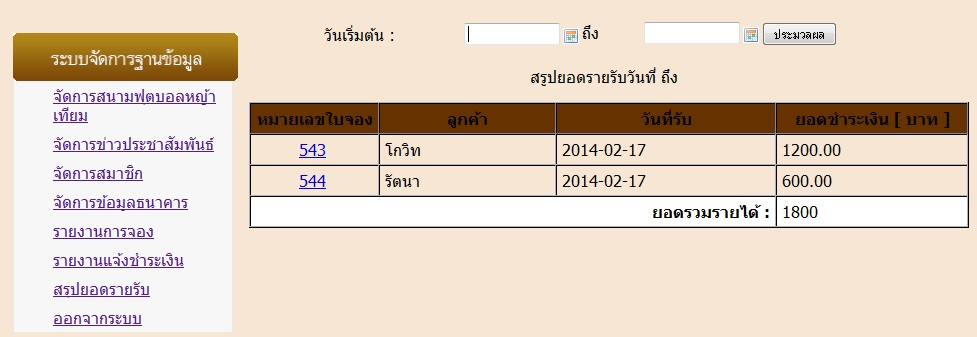 วันเริ่มต้น : ถึง ประมวลผล
ระบบจัดการฐานข้อมูล
จัดการสนามฟุตบอลหญ้า
เทียม
จัดการข่าวประชาสัมพันธ์
จัดการสมาชิก
จัดการข้อมูลธนาคาร
รายงานการจอง
รายงานแจ้งชำระเงิน
สรุปยอดรายรับ
ออกจากระบบ
สรุปยอดรายรับวันที่ ถึง
หมายเลขใบจอง ลูกค้า วันที่รับ ยอดชำระเงิน [ บาท ]
543 โกวิท 2014-02-17 1200.00
544 รัตนา 2014-02-17 600.00
ยอดรวมรายได้ : 1800